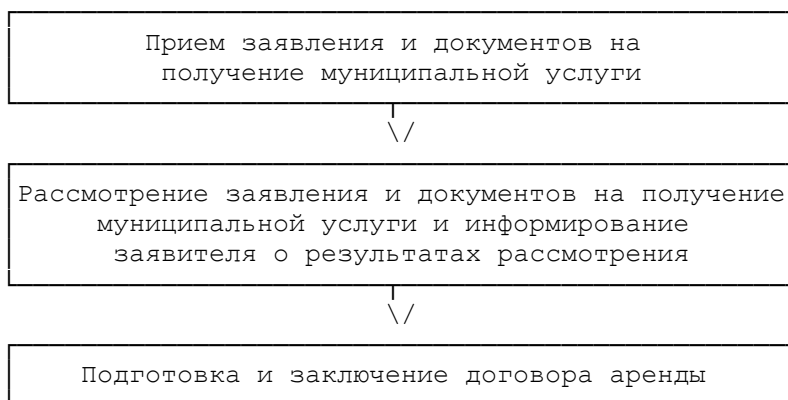 Прием заявления и документов на
получение муниципальной услуги
Рассмотрение заявления и документов на получение
муниципальной услуги и информирование
заявителя о результатах рассмотрения
Подготовка и заключение договора аренды